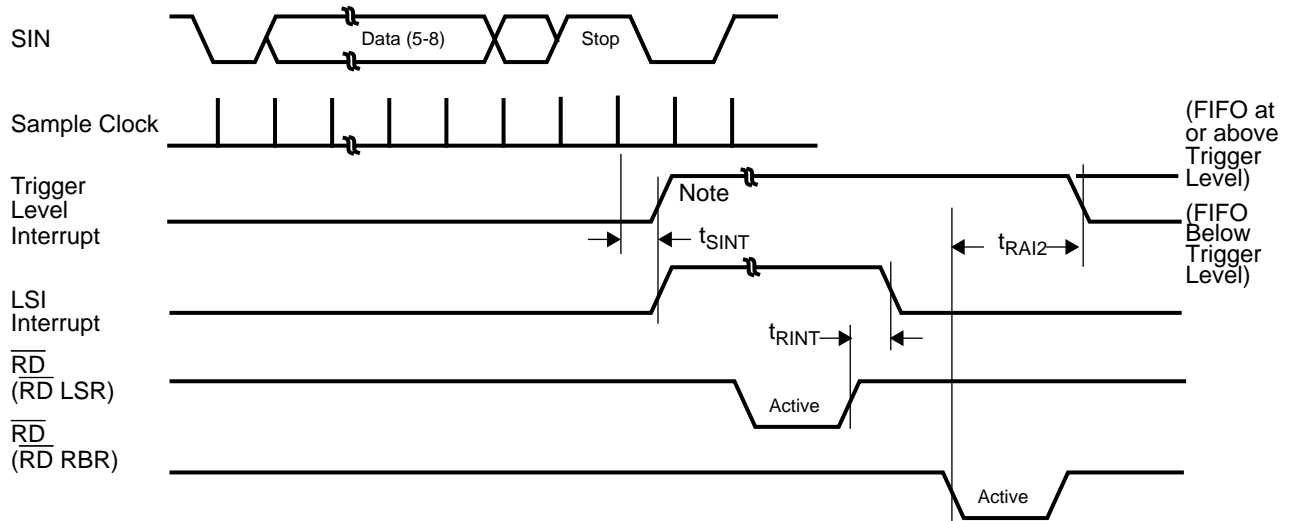 SIN
Data (5-8)
Stop
Sample Clock
(FIFO at
or above
Trigger
Level)
Trigger
Level
Interrupt
Note
tSINT
tRAI2
(FIFO
Below
Trigger
Level)
LSI
Interrupt
tRINT
RD
(RD LSR)
Active
RD
(RD RBR)
Active